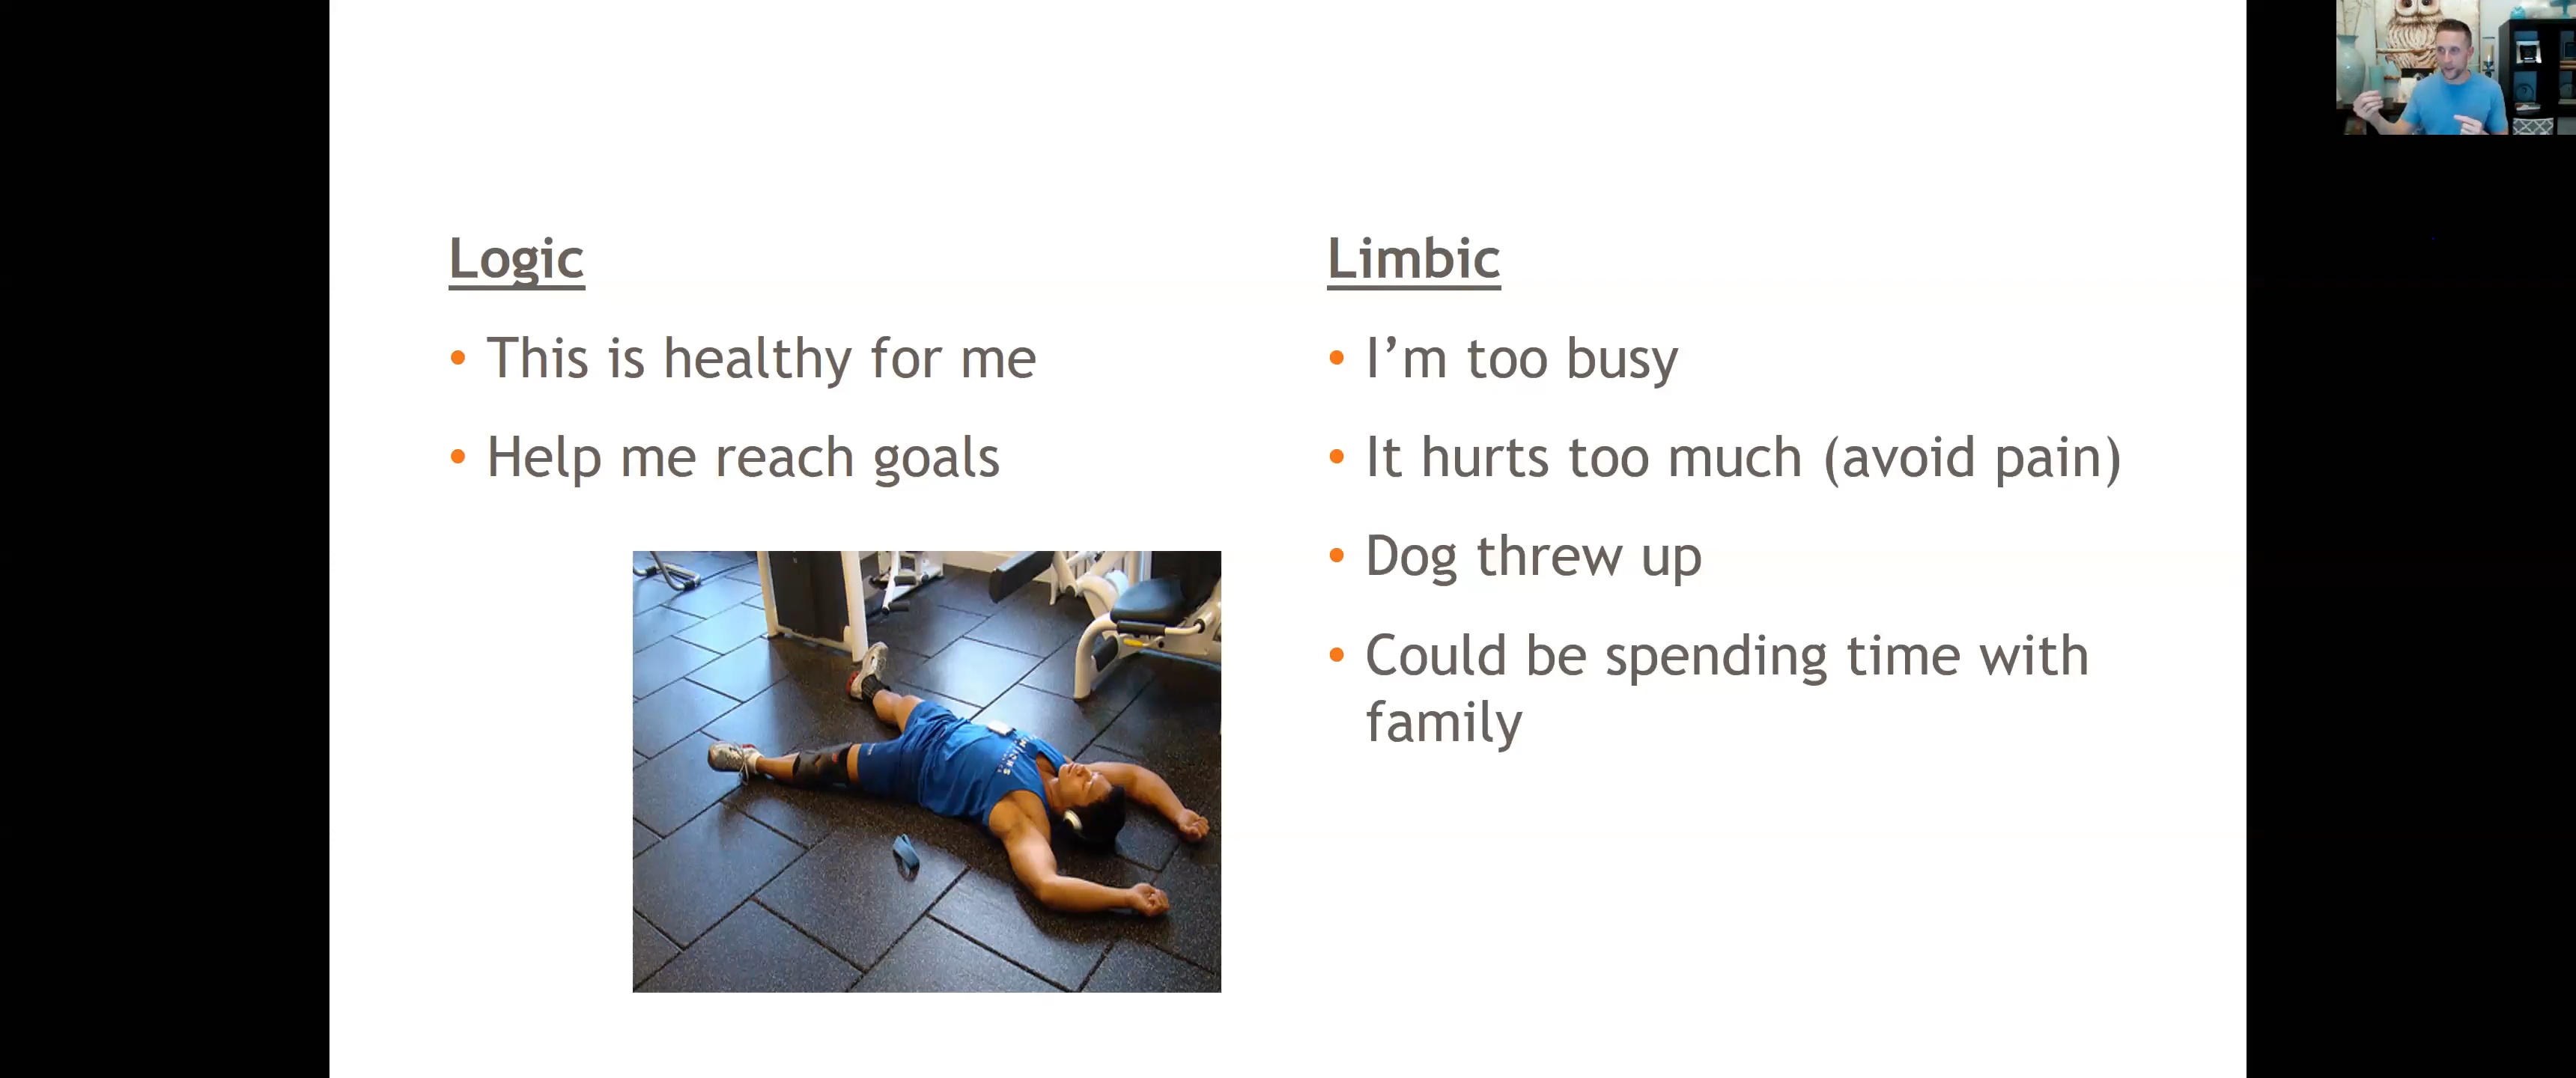 Logic
• This is healthy for me
• Help me reach goals
Limbic
• I’m too busy
• It hurts too much (avoid pain)
• Dog threw up
• Could be spending time with
family